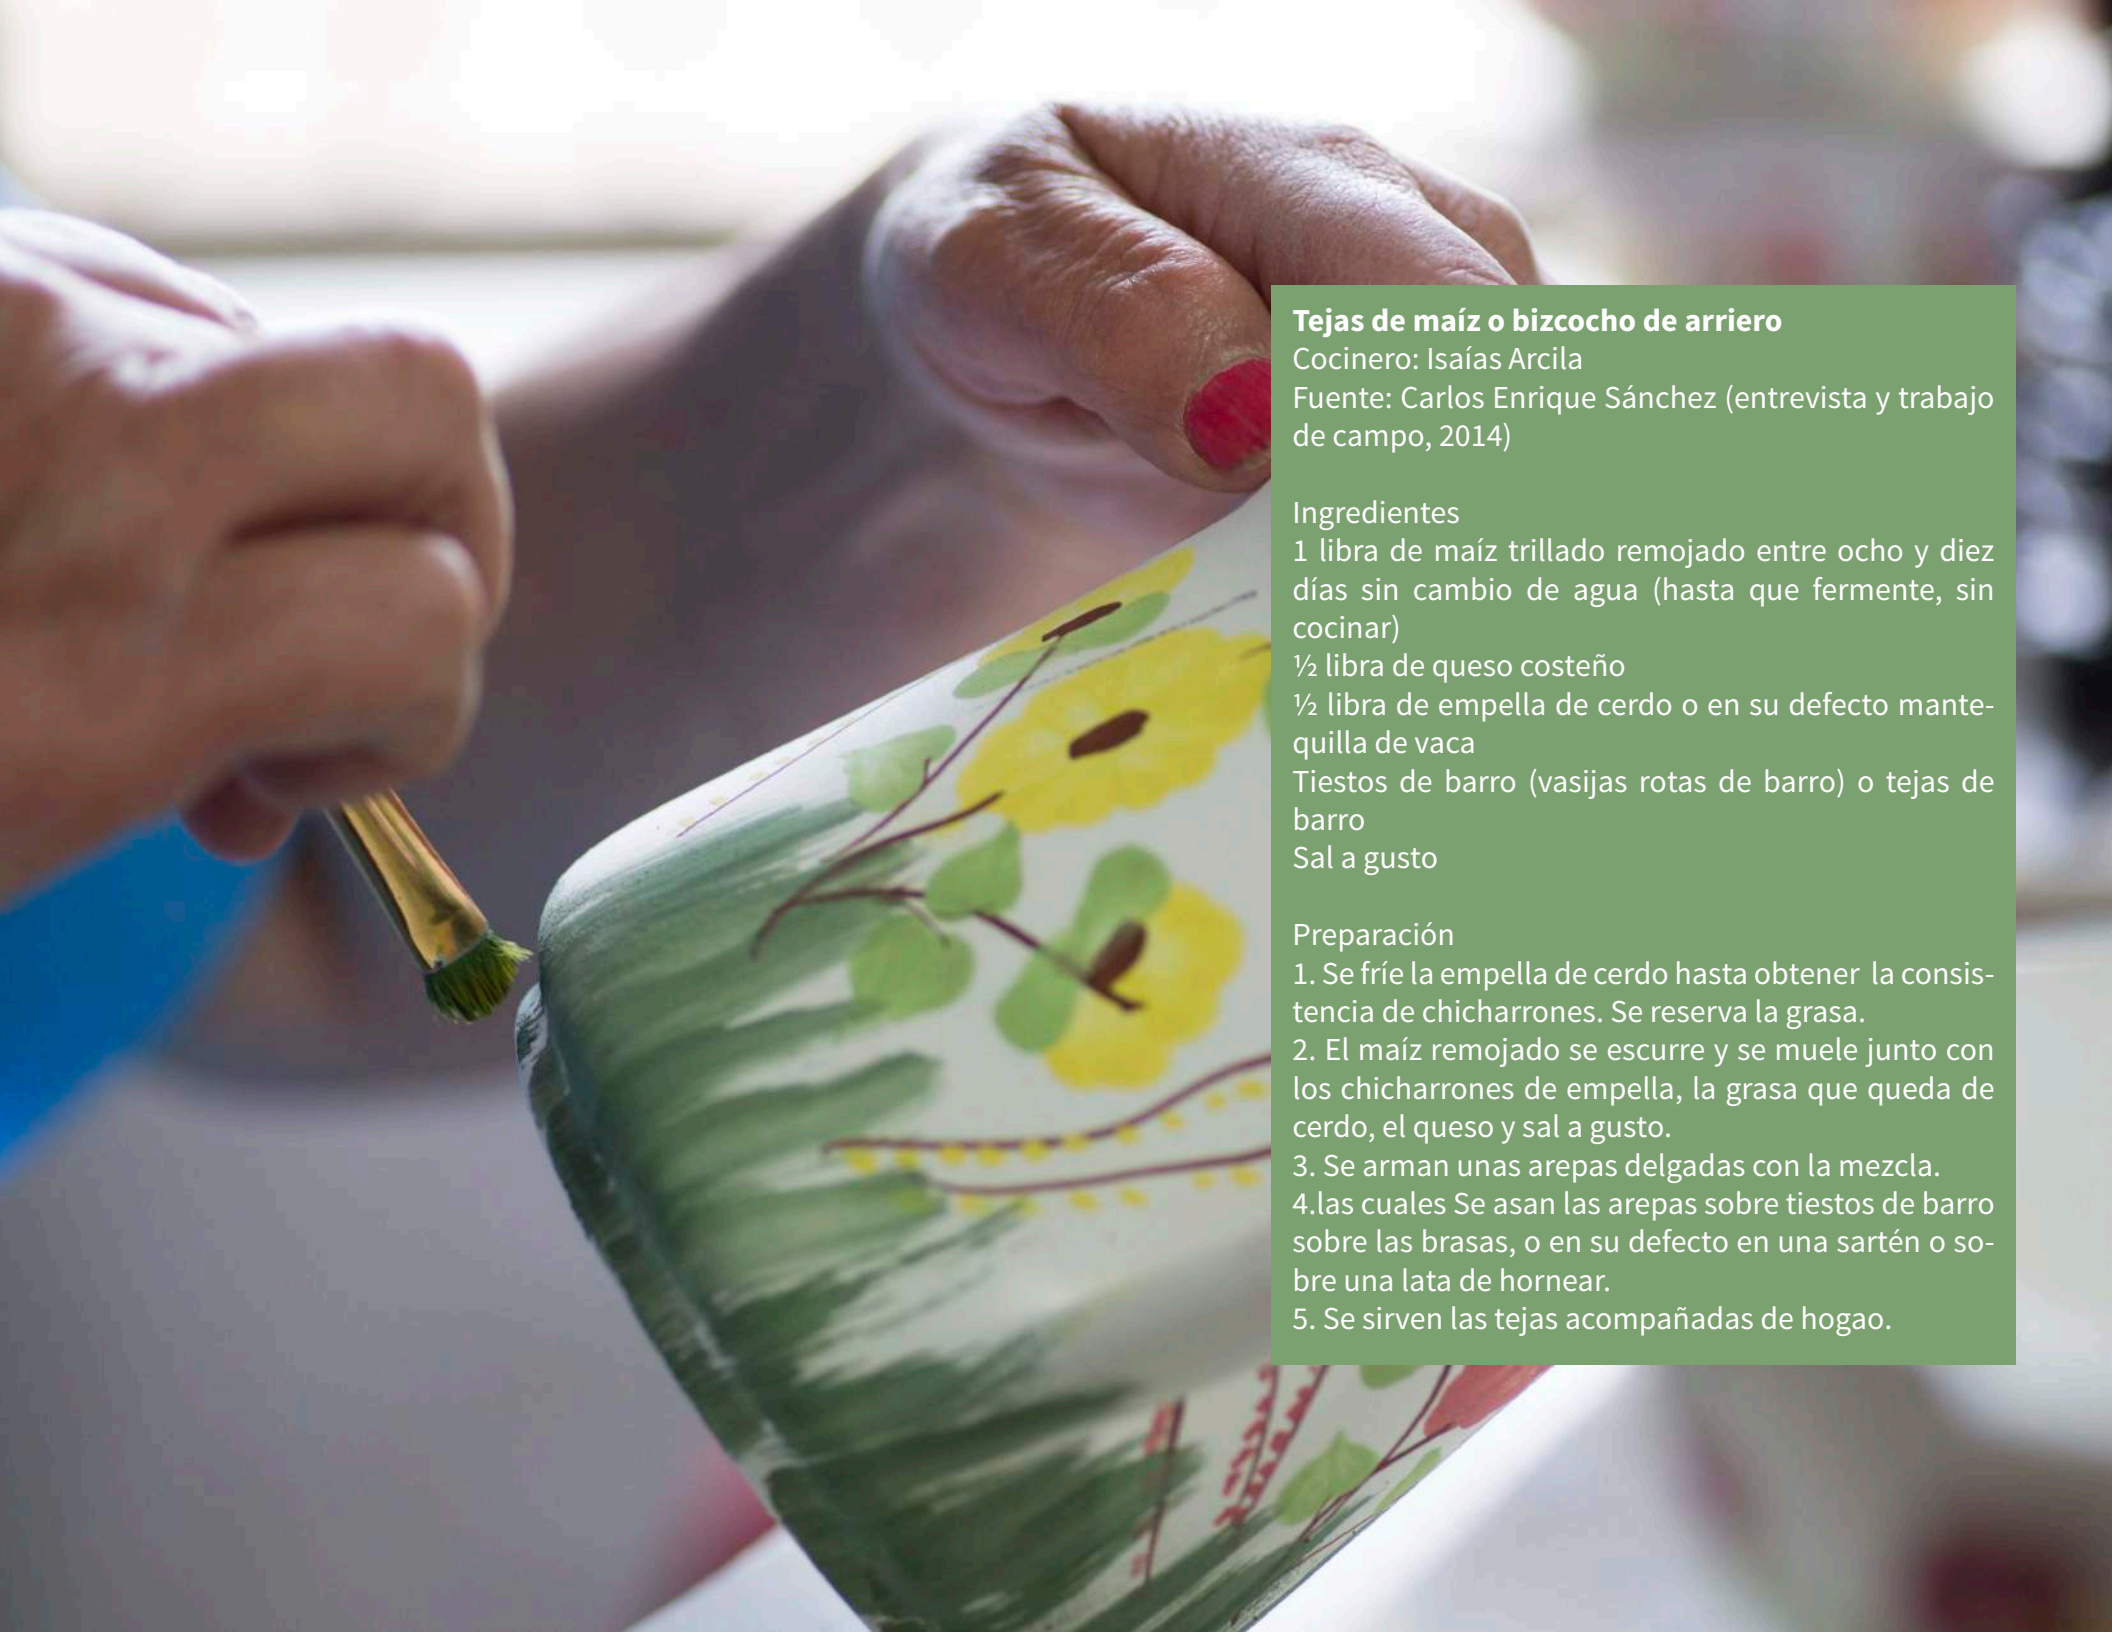 Tejas de maíz o bizcocho de arriero
Cocinero: Isaías Arcila
Fuente: Carlos Enrique Sánchez (entrevista y trabajo
de campo, 2014)
Ingredientes
1 libra de maíz trillado remojado entre ocho y diez
días sin cambio de agua (hasta que fermente, sin
cocinar)
½ libra de queso costeño
½ libra de empella de cerdo o en su defecto mante-
quilla de vaca
Tiestos de barro (vasijas rotas de barro) o tejas de
barro
Sal a gusto
Preparación
1. Se fríe la empella de cerdo hasta obtener la consis-
tencia de chicharrones. Se reserva la grasa.
2. El maíz remojado se escurre y se muele junto con
los chicharrones de empella, la grasa que queda de
cerdo, el queso y sal a gusto.
3. Se arman unas arepas delgadas con la mezcla.
4.las cuales Se asan las arepas sobre tiestos de barro
sobre las brasas, o en su defecto en una sartén o so-
bre una lata de hornear.
5. Se sirven las tejas acompañadas de hogao.